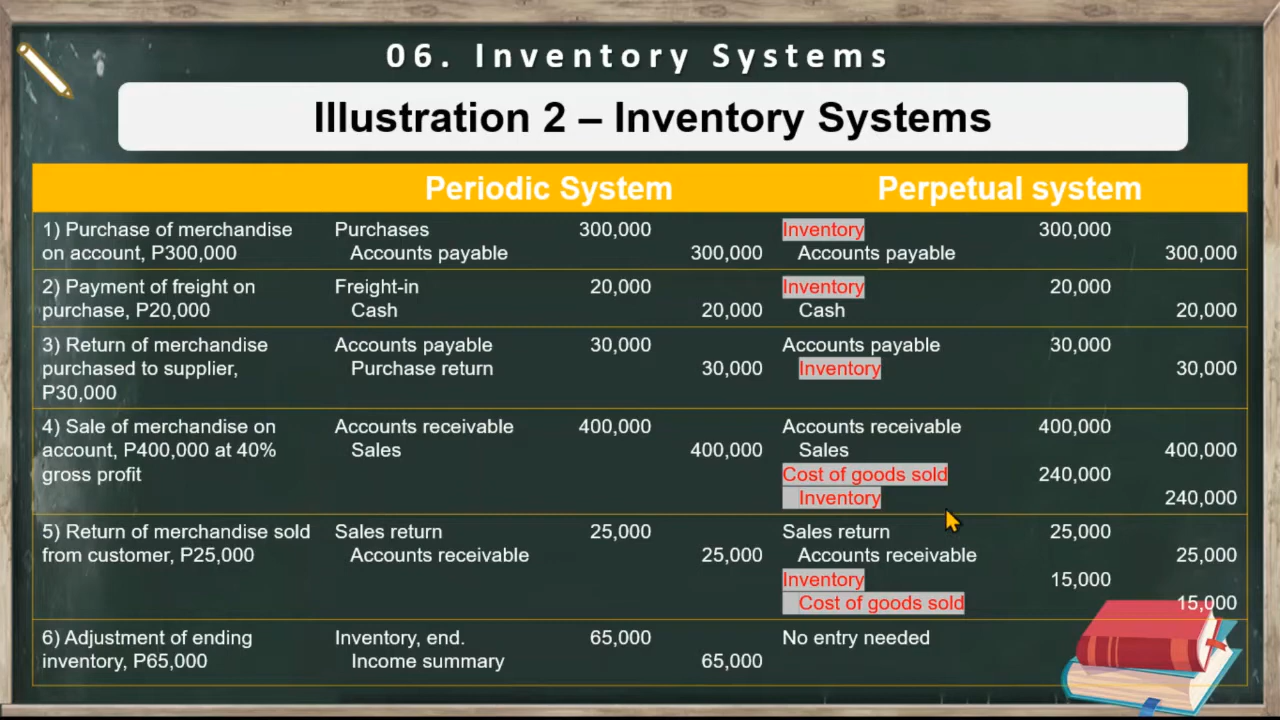 06. Inventory Systems
Illustration 2 – Inventory Systems
Periodic System Perpetual system
1) Purchase of merchandise Purchases 300,000 Inventory 300,000
on account, P300,000 Accounts payable 300,000 Accounts payable 300,000
2) Payment of freight on Freight-in 20,000 Inventory 20,000
purchase, P20,000 Cash 20,000 Cash 20,000
3) Return of merchandise Accounts payable 30,000 Accounts payable 30,000
purchased to supplier, Purchase return 30,000 Inventory 30,000
P30,000
4) Sale of merchandise on Accounts receivable 400,000 Accounts receivable 400,000
account, P400,000 at 40% Sales 400,000 Sales 400,000
gross profit Cost of goods sold 240,000
Inventory 240,000
5) Return of merchandise sold Sales return 25,000 Sales return 25,000
from customer, P25,000 Accounts receivable 25,000 Accounts receivable 25,000
Inventory 15,000
Cost of goods sold 15,000
6) Adjustment of ending Inventory, end. 65,000 No entry needed
inventory, P65,000 Income summary 65,000